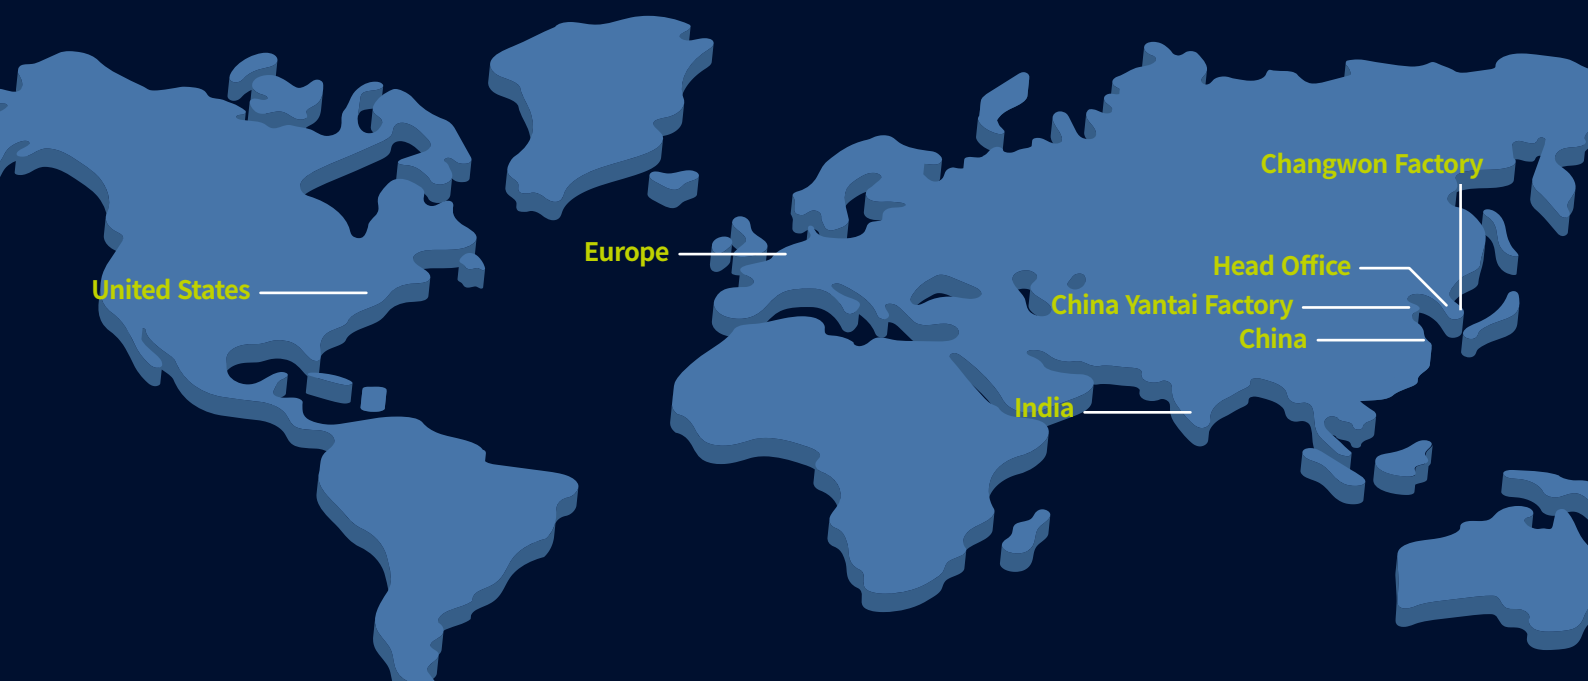 Changwon Factory
Europe
Head Office
United States
China Yantai Factory
China
India